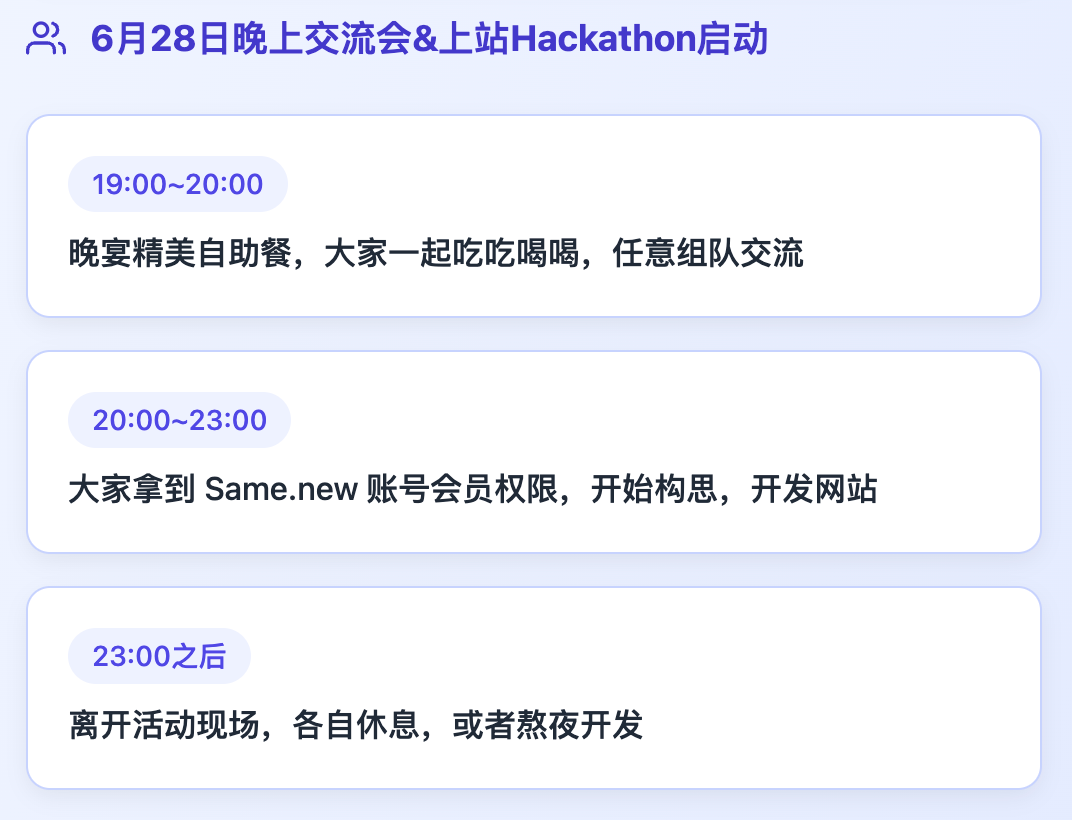 6月28日晚上交流会&上站Hackathon启动
19:00~20:00
晚宴精美自助餐，大家一起吃吃喝喝，任意组队交流
20:00~23:00
大家拿到 Same.new 账号会员权限，开始构思，开发网站
23:00之后
离开活动现场，各自休息，或者熬夜开发